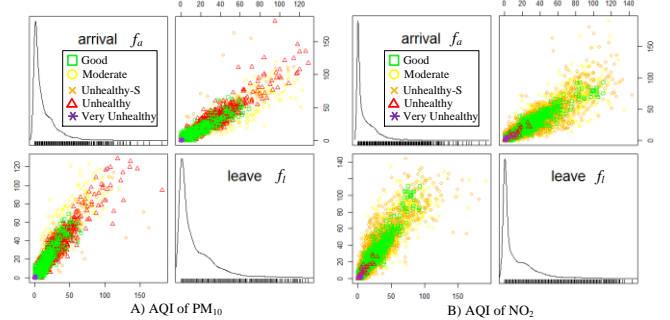 0 20 40 60 80 100 120
arrival fₐ
Good
Moderate
Unhealthy-S
Unhealthy
Very Unhealthy
0 50 100 150
0 20 40 60 80 100 120
leave fₗ
0 50 100 150
A) AQI of PM₁₀
0 20 40 60 80 100 140
arrival fₐ
Good
Moderate
Unhealthy-S
Unhealthy
Very Unhealthy
0 50 100 150
0 20 40 60 80 100 140
leave fₗ
0 50 100 150
B) AQI of NO₂